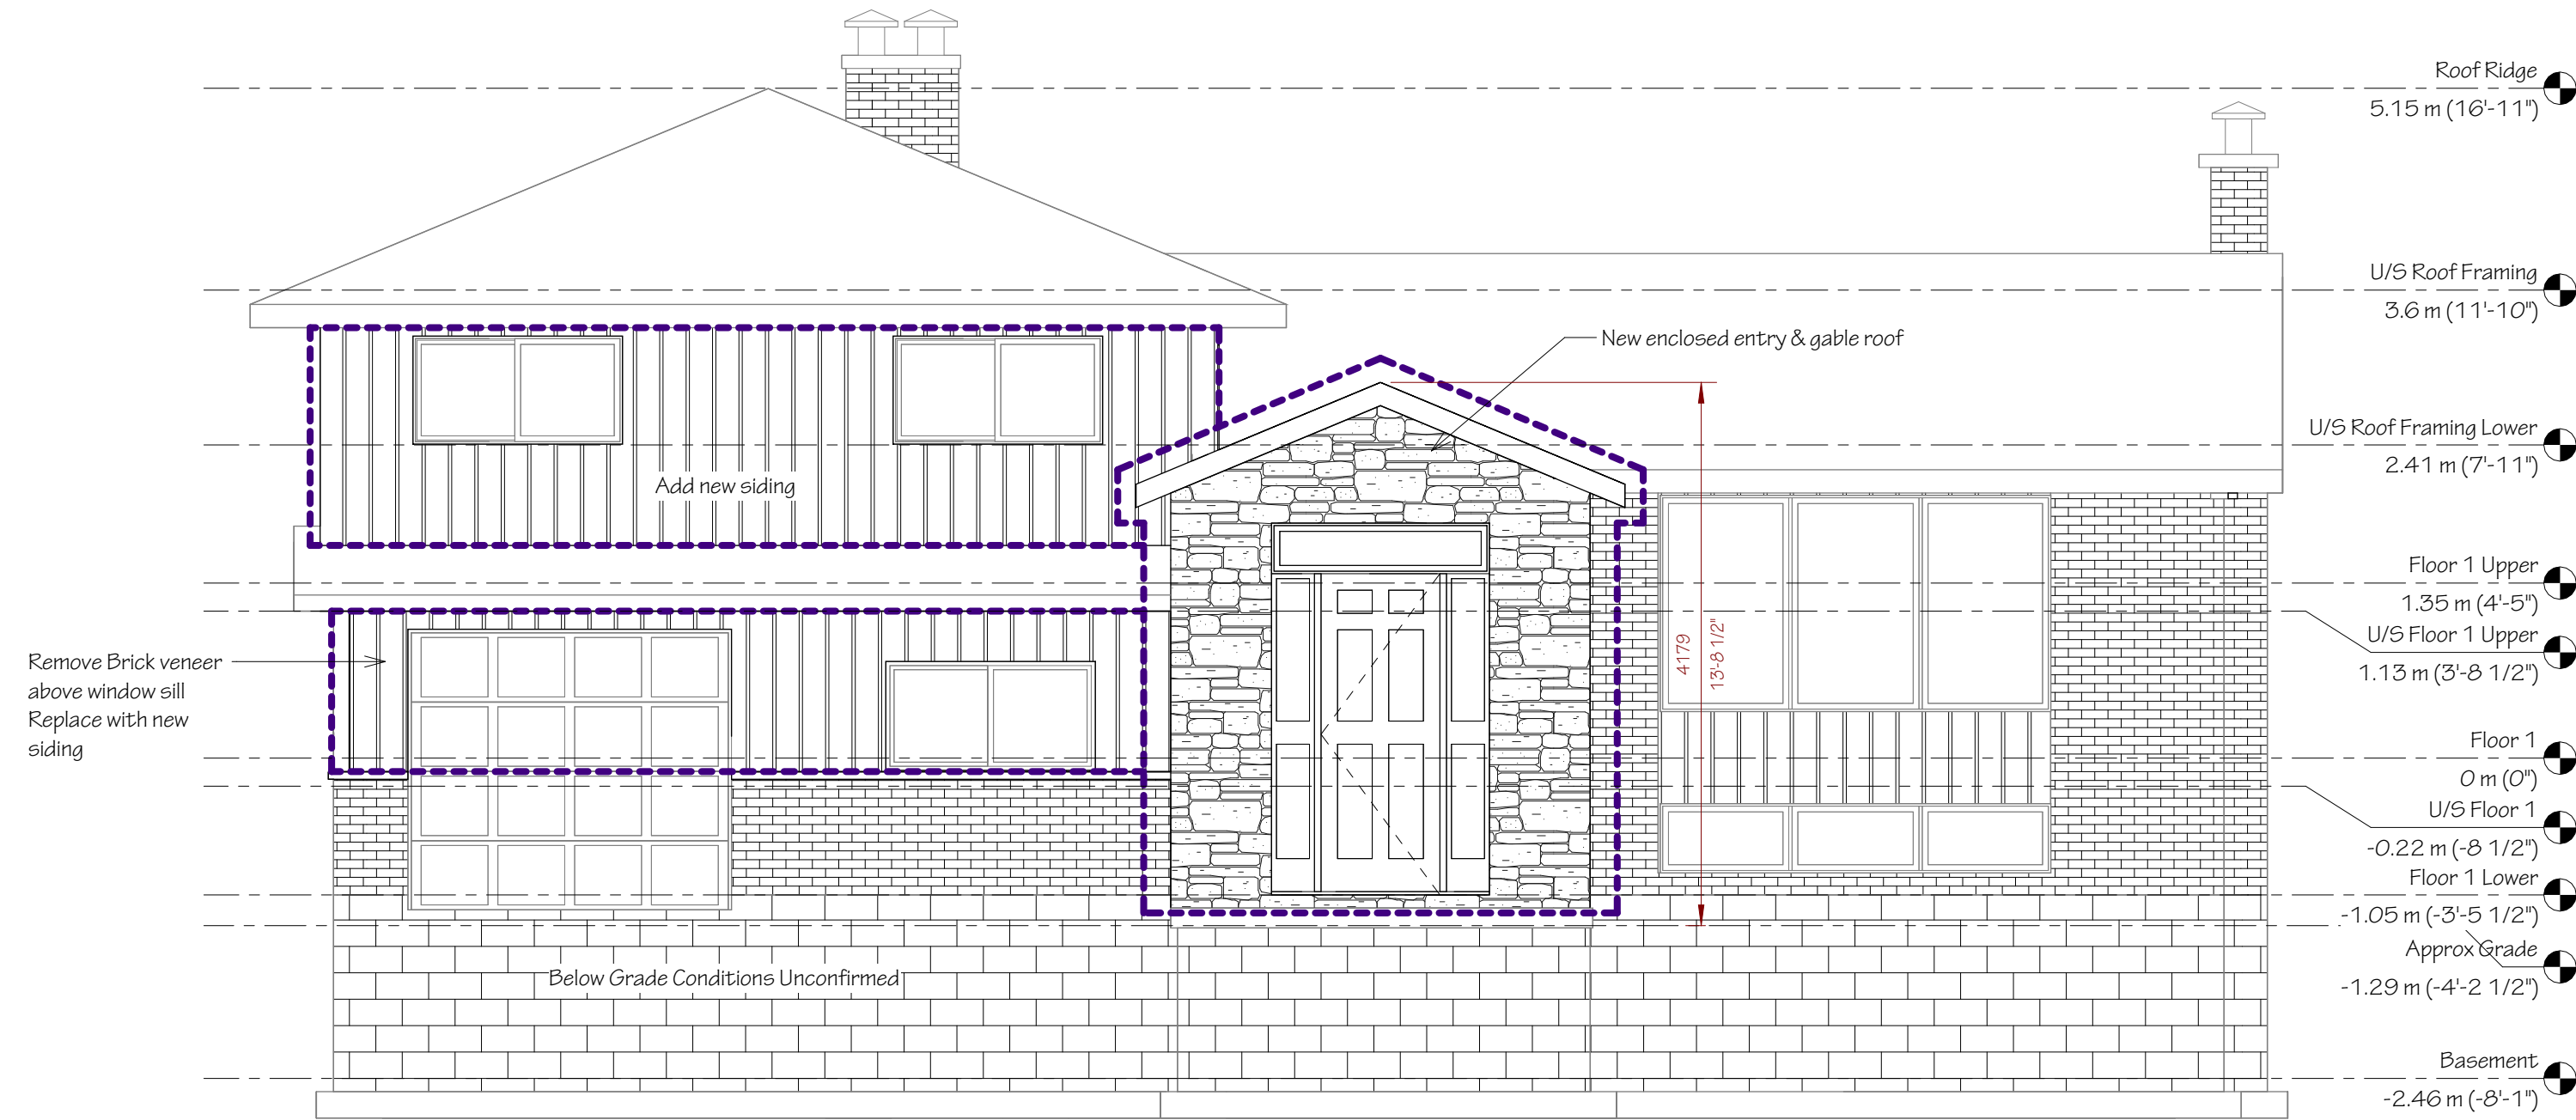 Roof Ridge
5.15 m (16'-11")
U/S Roof Framing
3.6 m (11'-10")
New enclosed entry & gable roof
U/S Roof Framing Lower
2.41 m (7'-11")
Add new siding
Floor 1 Upper
1.35 m (4'-5")
U/S Floor 1 Upper
1.13 m (3'-8 1/2")
4179
13'-8 1/2"
Remove Brick veneer
above window sill
Replace with new
siding
Floor 1
0 m (0")
U/S Floor 1
-0.22 m (-8 1/2")
Floor 1 Lower
-1.05 m (-3'-5 1/2")
Approx Grade
-1.29 m (-4'-2 1/2")
Below Grade Conditions Unconfirmed
Basement
-2.46 m (-8'-1")